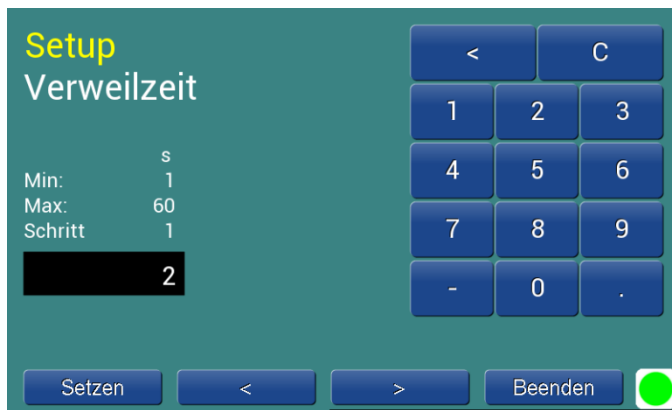 Setup
Verweilzeit
s
Min: 1
Max: 60
Schritt 1
2
< C
1 2 3
4 5 6
7 8 9
- 0 .
Setzen < > Beenden